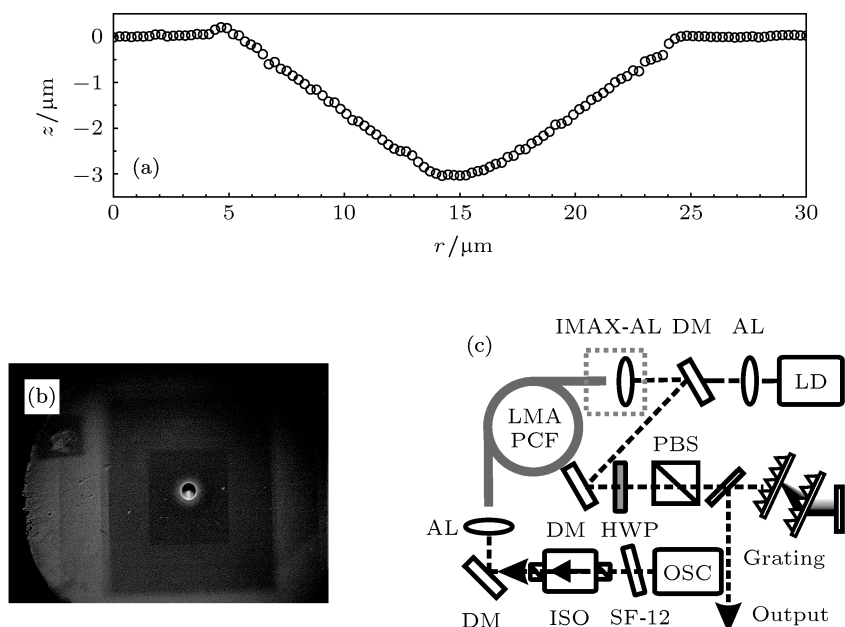 0
−1
−2
−3
z/μm
(a)
0 5 10 15 20 25 30
r/μm
(b)
(c)
IMAX-AL DM AL
LD
LMA
PCF
PBS
AL
DM HWP
Grating
OSC
DM ISO SF-12 Output